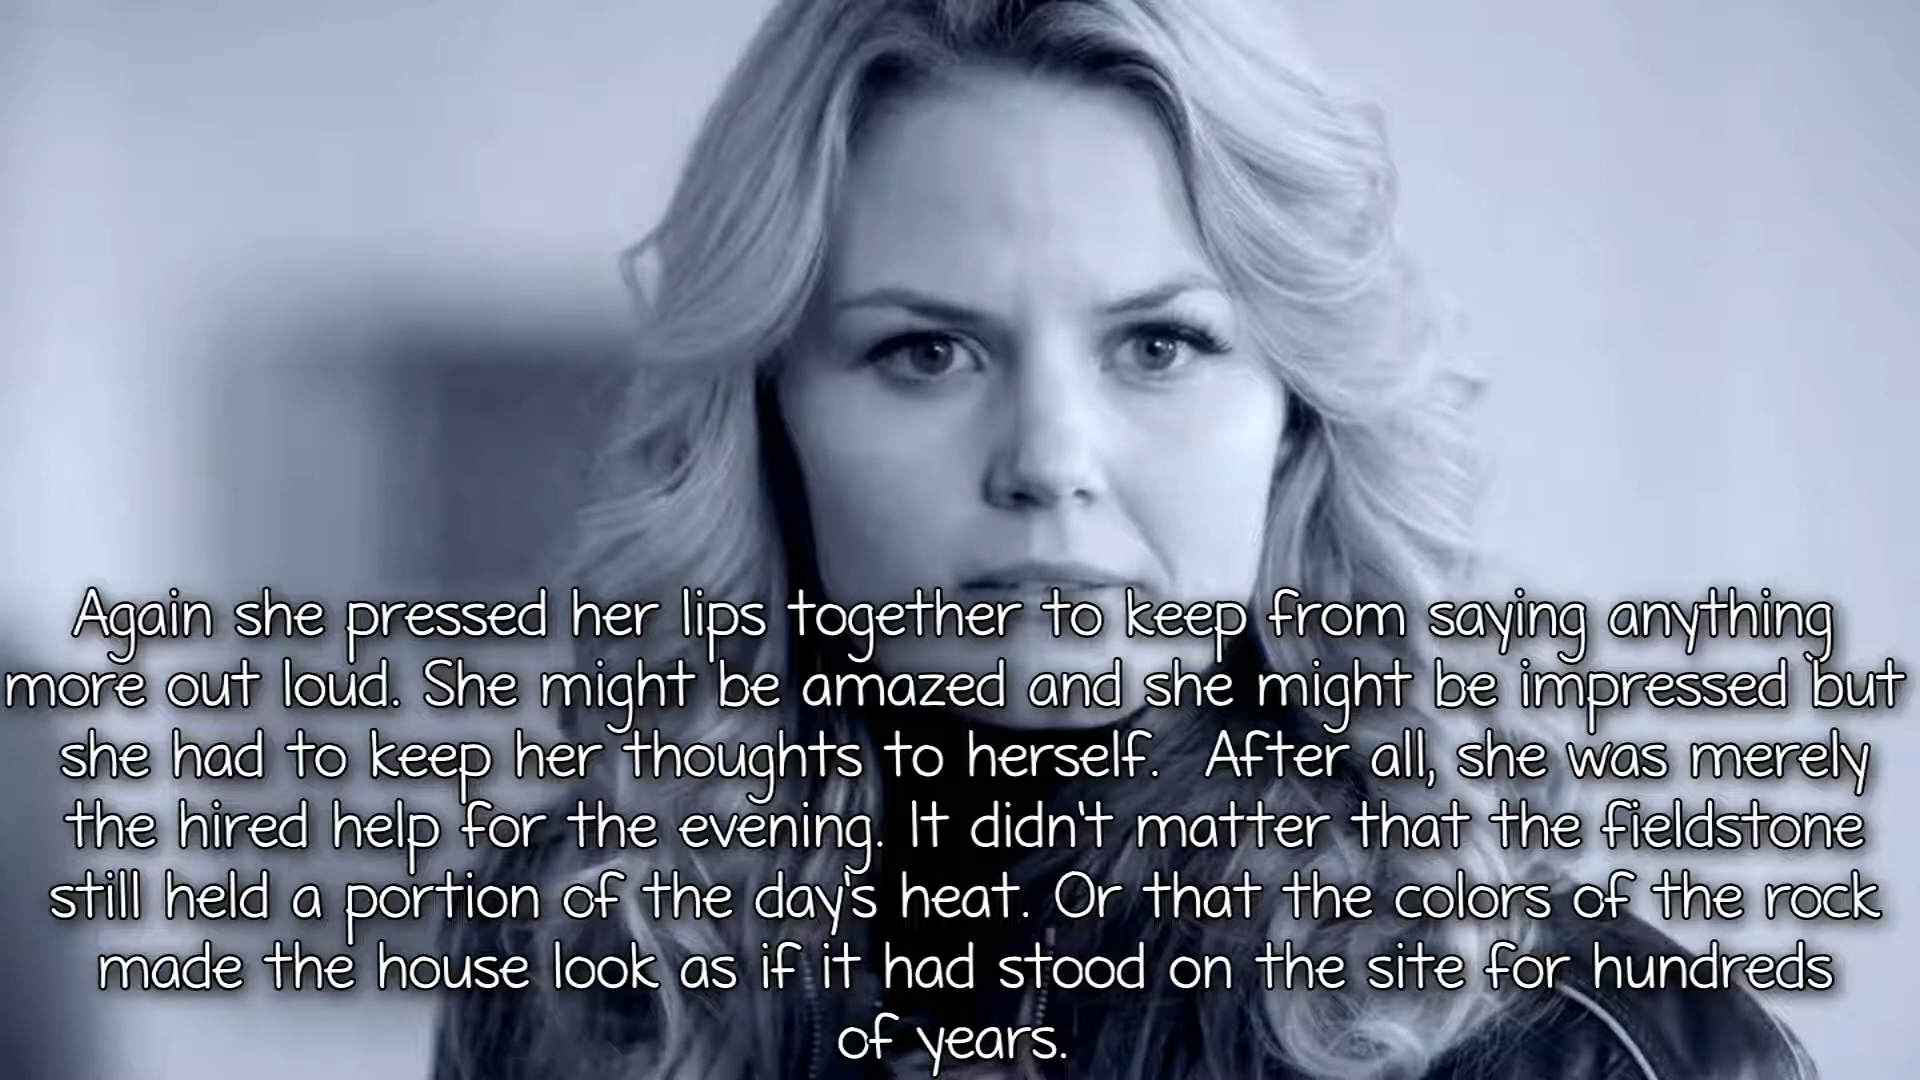 Again she pressed her lips together to keep from saying anything
more out loud. She might be amazed and she might be impressed but
she had to keep her thoughts to herself.  After all, she was merely
the hired help for the evening. It didn't matter that the fieldstone
still held a portion of the day's heat. Or that the colors of the rock
made the house look as if it had stood on the site for hundreds
of years.